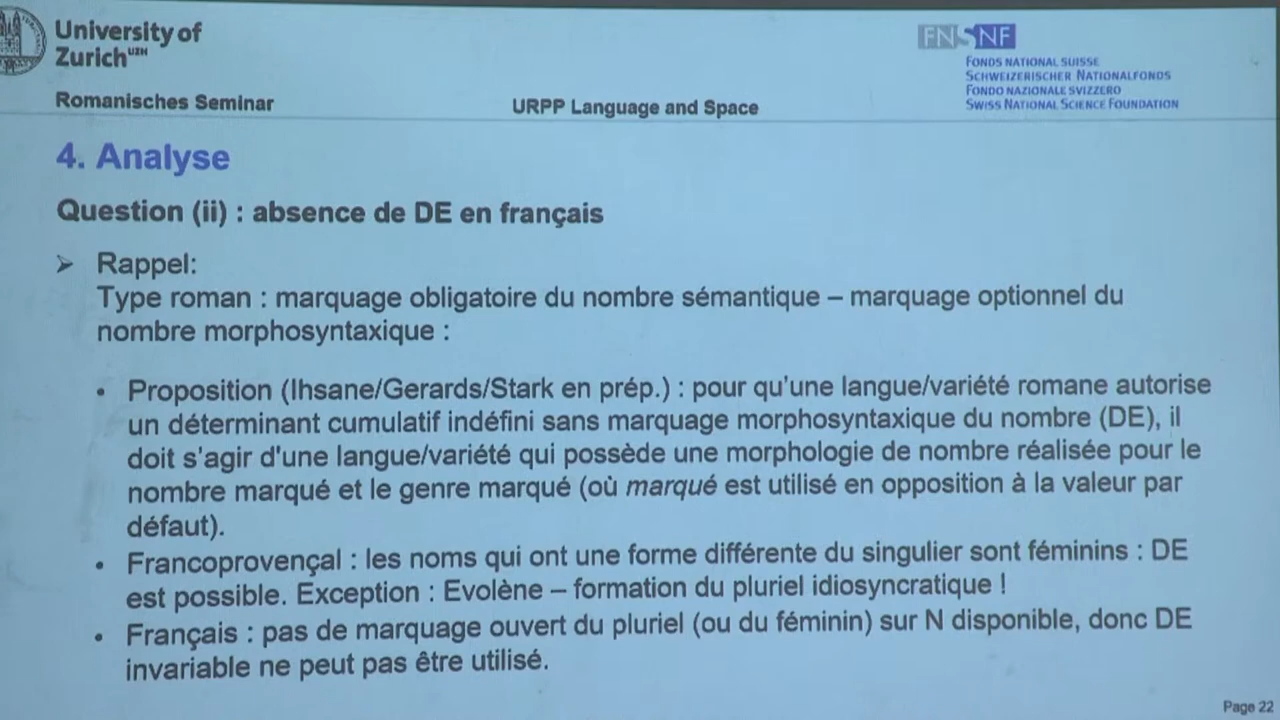 University of
Zurich UZH
FNSNF
FONDS NATIONAL SUISSE
SCHWEIZERISCHER NATIONALFONDS
FONDO NAZIONALE SVIZZERO
SWISS NATIONAL SCIENCE FOUNDATION
Romanisches Seminar
URPP Language and Space
4. Analyse
Question (ii) : absence de DE en français
➢ Rappel:
Type roman : marquage obligatoire du nombre sémantique – marquage optionnel du
nombre morphosyntaxique :
• Proposition (Ihsane/Gerards/Stark en prép.) : pour qu'une langue/variété romane autorise
un déterminant cumulatif indéfini sans marquage morphosyntaxique du nombre (DE), il
doit s'agir d'une langue/variété qui possède une morphologie de nombre réalisée pour le
nombre marqué et le genre marqué (où marqué est utilisé en opposition à la valeur par
défaut).
• Francoprovençal : les noms qui ont une forme différente du singulier sont féminins : DE
est possible. Exception : Evolène – formation du pluriel idiosyncratique !
• Français : pas de marquage ouvert du pluriel (ou du féminin) sur N disponible, donc DE
invariable ne peut pas être utilisé.
Page 22